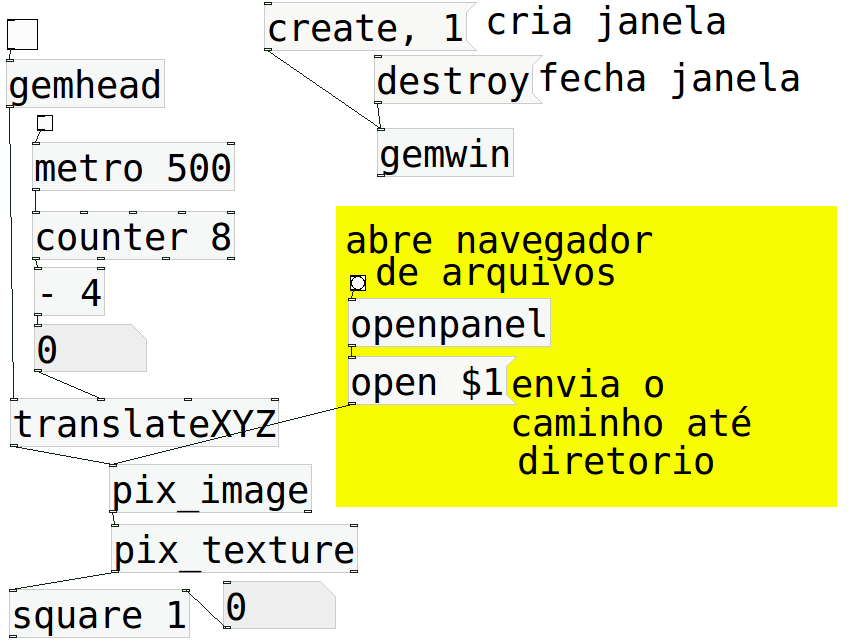 create, 1
cria janela
destroy
fecha janela
gemhead
gemwin
metro 500
counter 8
- 4
0
translateXYZ
abre navegador
de arquivos
openpanel
open $1
envia o
caminho até
diretorio
pix_image
pix_texture
square 1
0